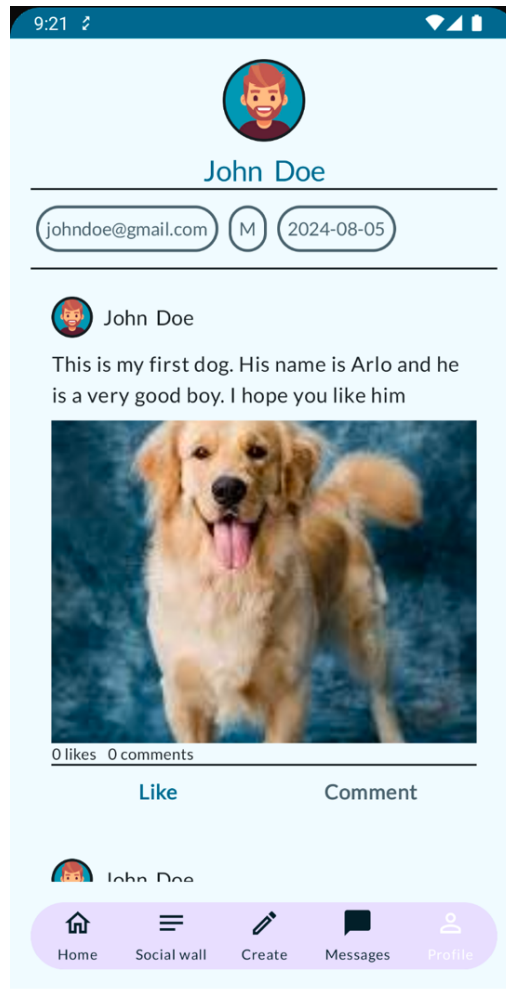 9:21
John Doe
johndoe@gmail.com M 2024-08-05
John Doe
This is my first dog. His name is Arlo and he
is a very good boy. I hope you like him
0 likes 0 comments
Like Comment
John Doe
Home Social wall Create Messages Profile